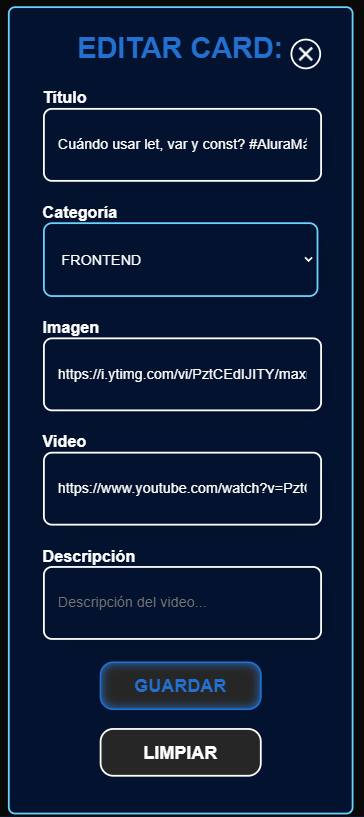 EDITAR CARD:
Título
Cuándo usar let, var y const? #AluraMá
Categoría
FRONTEND
Imagen
https://i.ytimg.com/vi/PztCEdIJITY/max
Video
https://www.youtube.com/watch?v=Pzt
Descripción
Descripción del video...
GUARDAR
LIMPIAR